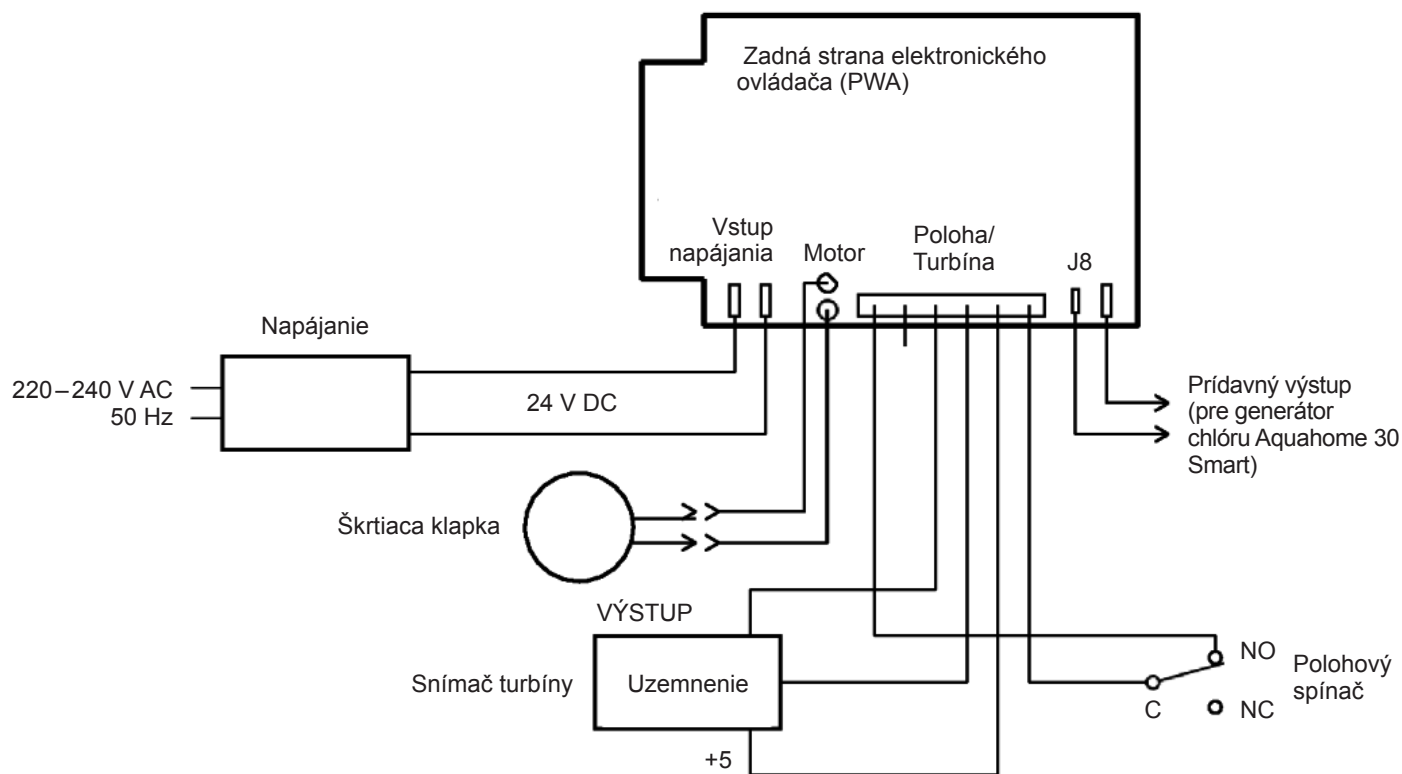 Zadná strana elektronického
ovládača (PWA)
Vstup
napájania
Motor
Poloha/
Turbína
J8
Napájanie
220–240 V AC
50 Hz
24 V DC
Prídavný výstup
(pre generátor
chlóru Aquahome 30
Smart)
Škrtiaca klapka
VÝSTUP
Snímač turbíny
Uzemnenie
+5
NO
C
NC
Polohový
spínač